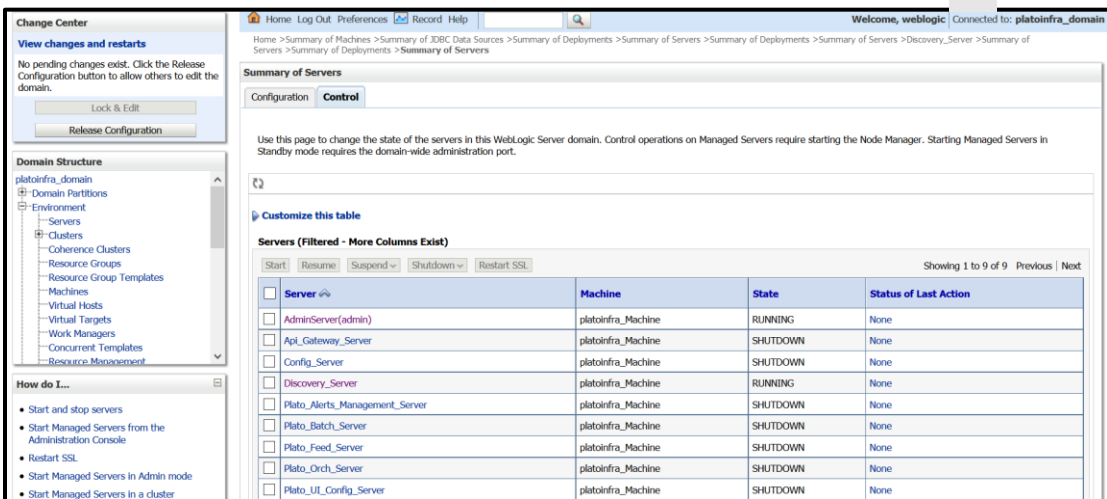 Change Center
View changes and restarts
No pending changes exist. Click the Release
Configuration button to allow others to edit the
domain.
Lock & Edit
Release Configuration
Domain Structure
platoinfra_domain
Domain Partitions
Environment
Servers
Clusters
Coherence Clusters
Resource Groups
Resource Group Templates
Machines
Virtual Hosts
Virtual Targets
Work Managers
Concurrent Templates
Resource Management
How do I...
Start and stop servers
Start Managed Servers from the
Administration Console
Restart SSL
Start Managed Servers in Admin mode
Start Managed Servers in a cluster
Home Log Out Preferences Record Help
Welcome, weblogic Connected to: platoinfra_domain
Home >Summary of Machines >Summary of JDBC Data Sources >Summary of Deployments >Summary of Servers >Summary of Deployments >Summary of Servers >Discovery_Server >Summary of
Servers >Summary of Deployments >Summary of Servers
Summary of Servers
Configuration Control
Use this page to change the state of the servers in this WebLogic Server domain. Control operations on Managed Servers require starting the Node Manager. Starting Managed Servers in
Standby mode requires the domain-wide administration port.
Customize this table
Servers (Filtered - More Columns Exist)
Start Resume Suspend Shutdown Restart SSL Showing 1 to 9 of 9 Previous | Next
Server Machine State Status of Last Action
AdminServer(admin) platoinfra_Machine RUNNING None
Api_Gateway_Server platoinfra_Machine SHUTDOWN None
Config_Server platoinfra_Machine SHUTDOWN None
Discovery_Server platoinfra_Machine RUNNING None
Plato_Alerts_Management_Server platoinfra_Machine SHUTDOWN None
Plato_Batch_Server platoinfra_Machine SHUTDOWN None
Plato_Feed_Server platoinfra_Machine SHUTDOWN None
Plato_Orch_Server platoinfra_Machine SHUTDOWN None
Plato_UI_Config_Server platoinfra_Machine SHUTDOWN None